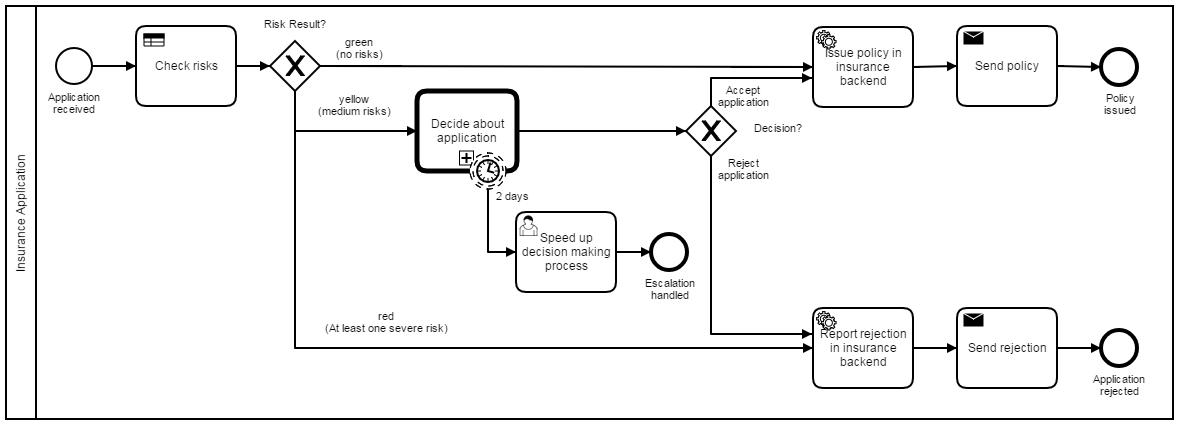 Insurance Application
Application
received
Check risks
Risk Result?
green
(no risks)
yellow
(medium risks)
red
(At least one severe risk)
Decide about
application
2 days
Speed up
decision making
process
Escalation
handled
Decision?
Accept
application
Reject
application
Issue policy in
insurance
backend
Send policy
Policy
issued
Report rejection
in insurance
backend
Send rejection
Application
rejected